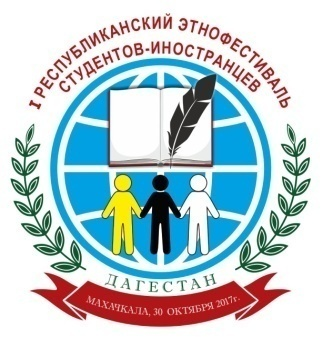 I РЕСПУБЛИКАНСКИЙ ЭТНОФЕСТИВАЛЬ
СТУДЕНТОВ-ИНОСТРАНЦЕВ
ДАГЕСТАН
МАХАЧКАЛА, 30 ОКТЯБРЯ 2017г.